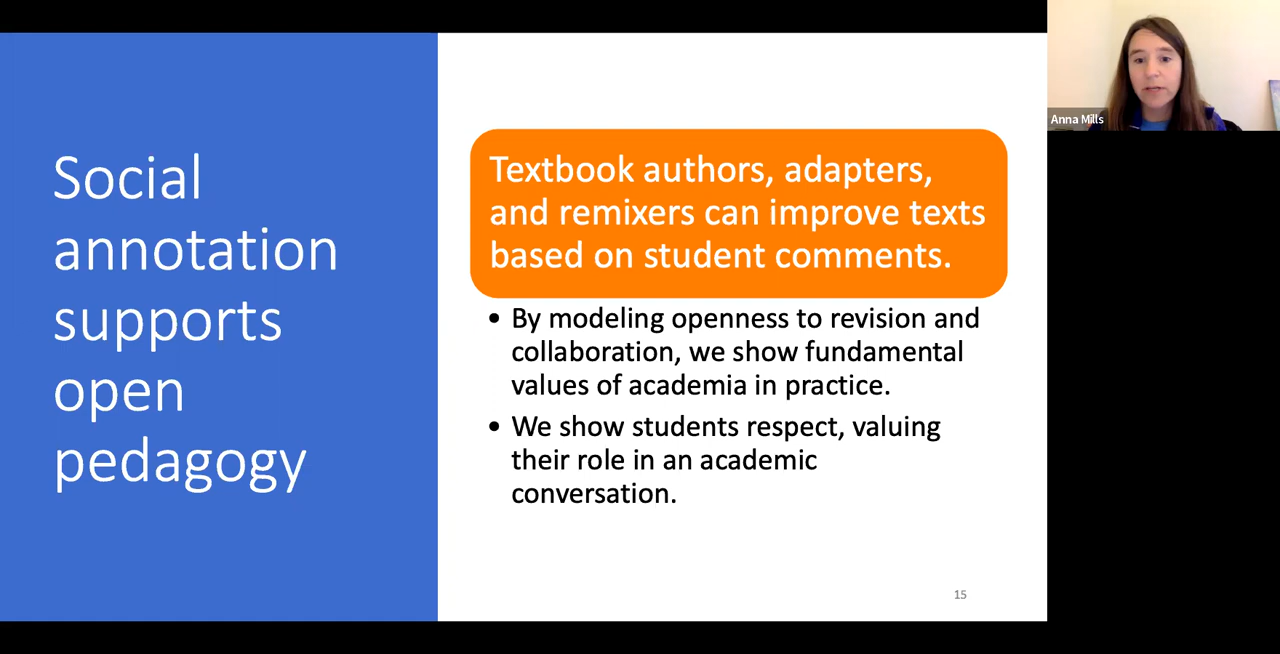 Social
annotation
supports
open
pedagogy
Textbook authors, adapters,
and remixers can improve texts
based on student comments.
• By modeling openness to revision and
collaboration, we show fundamental
values of academia in practice.
• We show students respect, valuing
their role in an academic
conversation.
15
Anna Mills